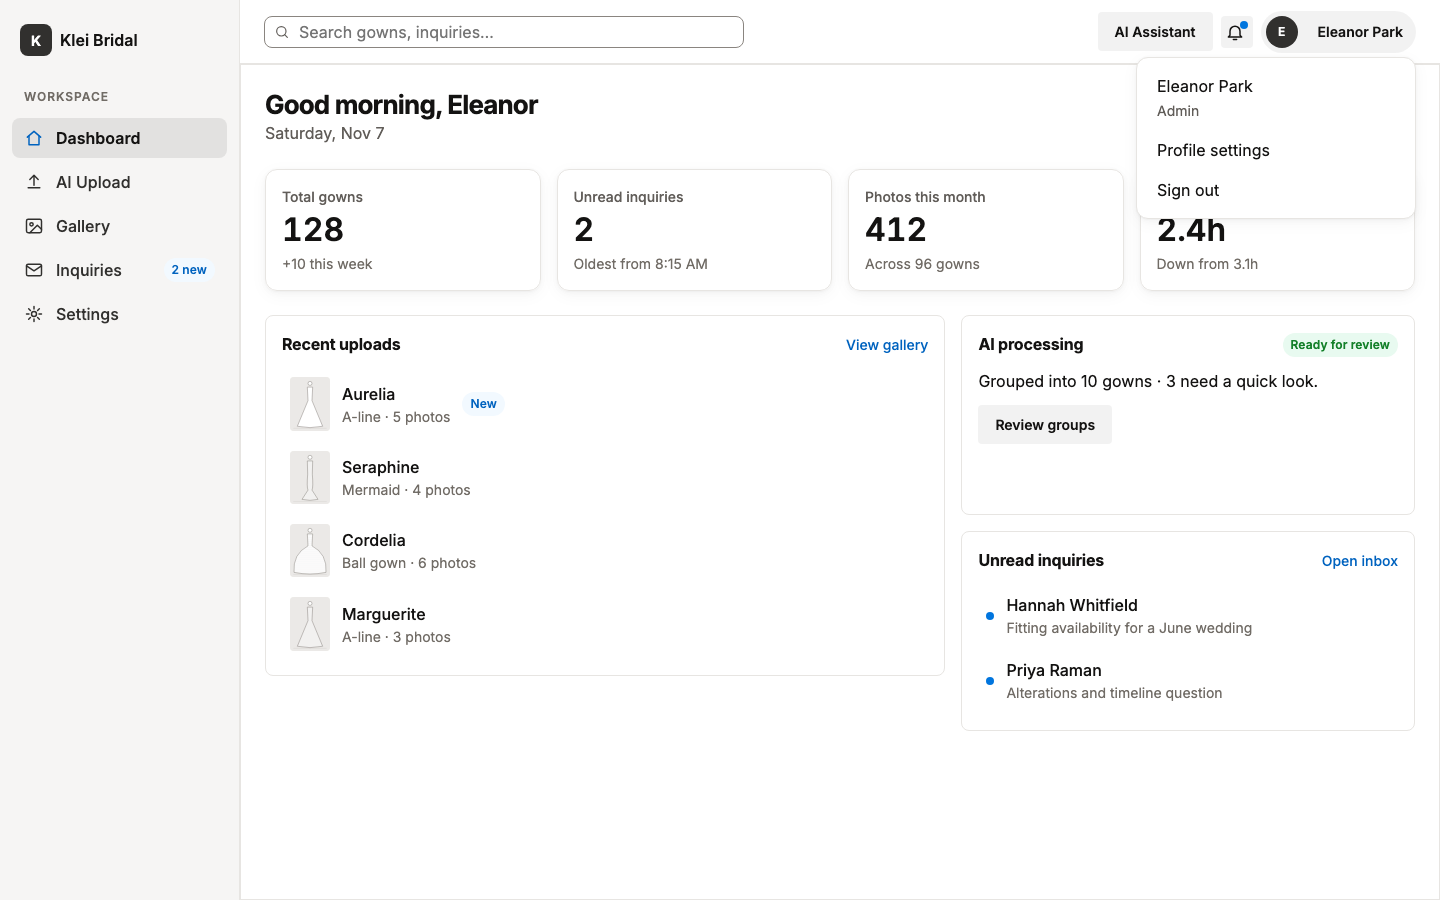 K Klei Bridal
WORKSPACE
Dashboard
AI Upload
Gallery
Inquiries 2 new
Settings
Search gowns, inquiries...
AI Assistant
E Eleanor Park
Eleanor Park
Admin
Profile settings
Sign out
Good morning, Eleanor
Saturday, Nov 7
Total gowns
128
+10 this week
Unread inquiries
2
Oldest from 8:15 AM
Photos this month
412
Across 96 gowns
2.4h
Down from 3.1h
Recent uploads View gallery
Aurelia
A-line · 5 photos
New
Seraphine
Mermaid · 4 photos
Cordelia
Ball gown · 6 photos
Marguerite
A-line · 3 photos
AI processing Ready for review
Grouped into 10 gowns · 3 need a quick look.
Review groups
Unread inquiries Open inbox
Hannah Whitfield
Fitting availability for a June wedding
Priya Raman
Alterations and timeline question